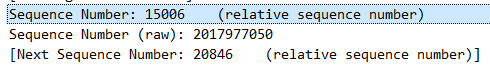 Sequence Number: 15006    (relative sequence number)
Sequence Number (raw): 2017977050
[Next Sequence Number: 20846    (relative sequence number)]